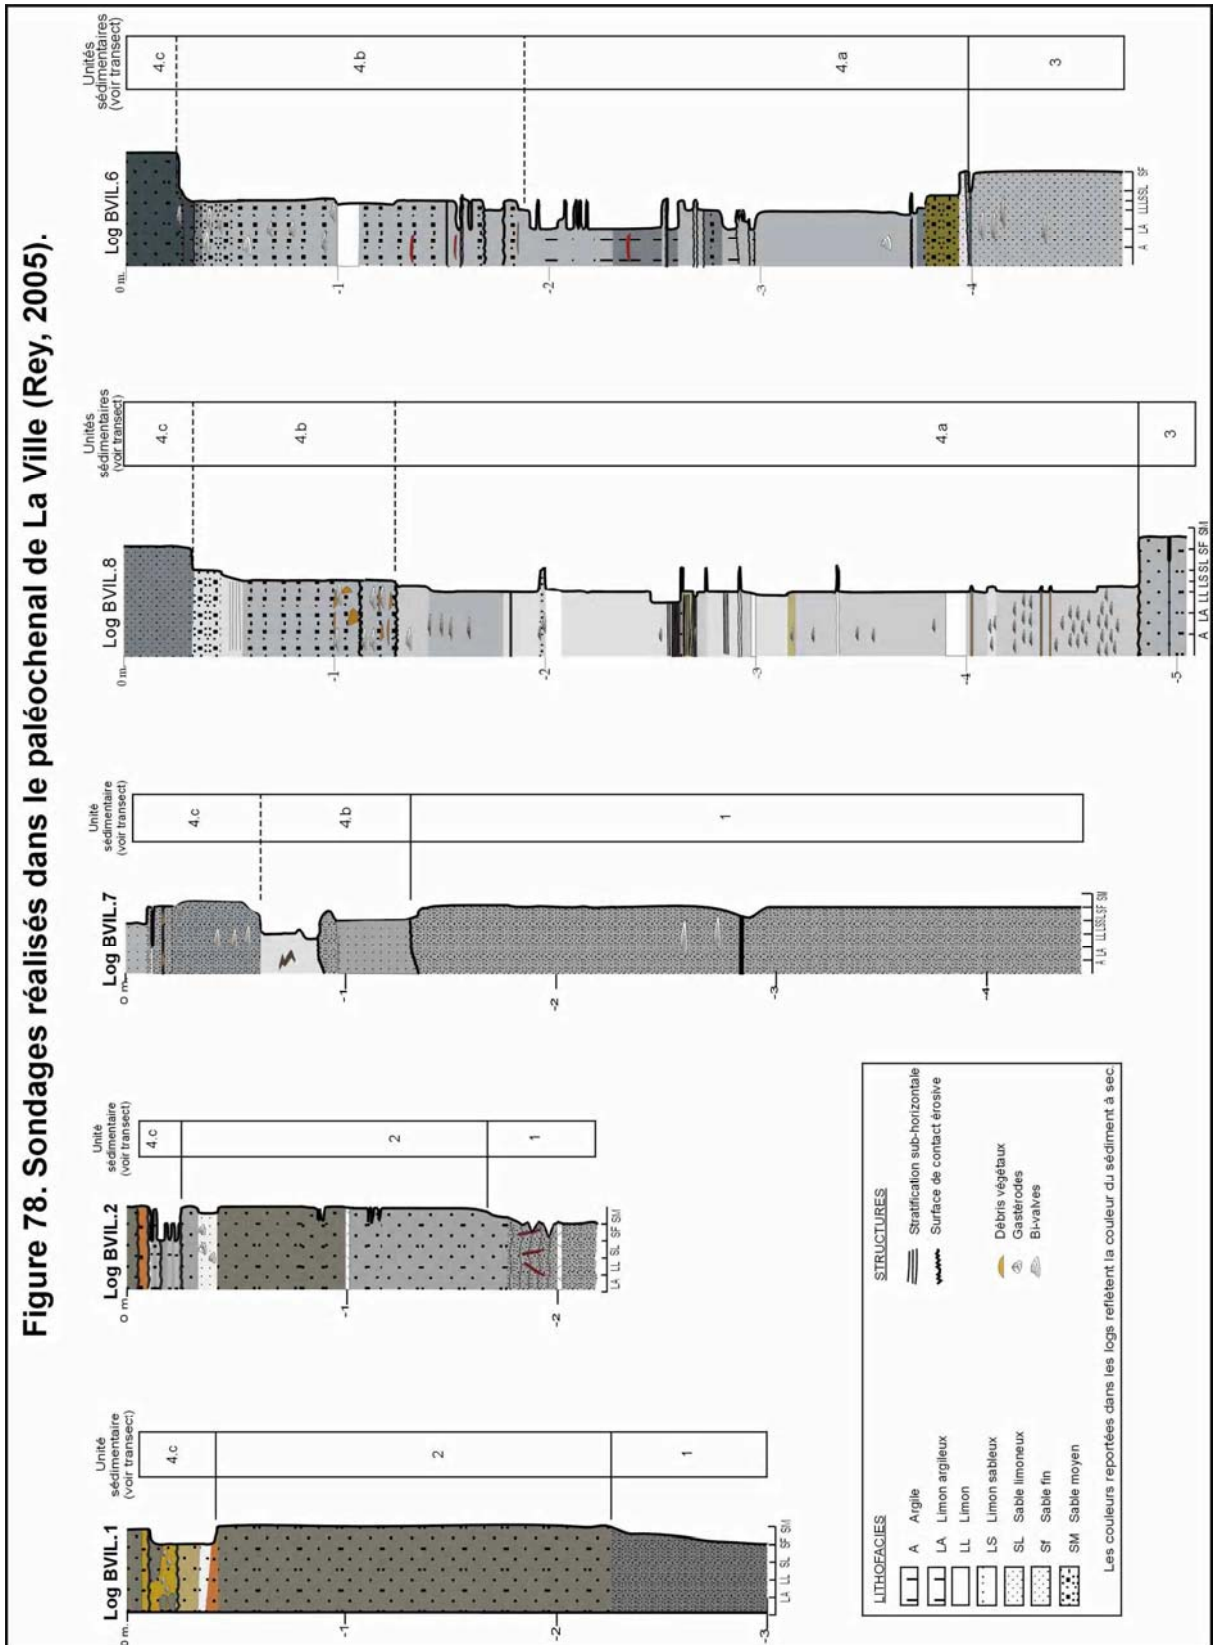 Figure 78. Sondages réalisés dans le paléochenal de La Ville (Rey, 2005).
Log BVIL.1
Unité
sédimentaire
(voir transect)
0 m.
-1
-2
-3
4.c
2
1
LA LL SL SF SM
Log BVIL.2
Unité
sédimentaire
(voir transect)
0 m.
-1
-2
4.c
2
1
LA LL SL SF SM
Log BVIL.7
Unité
sédimentaire
(voir transect)
0 m.
-1
-2
-3
-4
4.c
4.b
1
A LA LLLSSLSF SM
Log BVIL.8
Unités
sédimentaires
(voir transect)
0 m.
-1
-2
-3
-4
-5
4.c
4.b
4.a
3
A LA LL LS SL SF SM
Log BVIL.6
Unités
sédimentaires
(voir transect)
0 m.
-1
-2
-3
-4
4.c
4.b
4.a
3
A LA LLLSSL SF
LITHOFACIES
A Argile
LA Limon argileux
LL Limon
LS Limon sableux
SL Sable limoneux
Sf Sable fin
SM Sable moyen
STRUCTURES
Stratification sub-horizontale
Surface de contact érosive
Débris végétaux
Gastérodes
Bi-valves
Les couleurs reportées dans les logs reflètent la couleur du sédiment à sec.